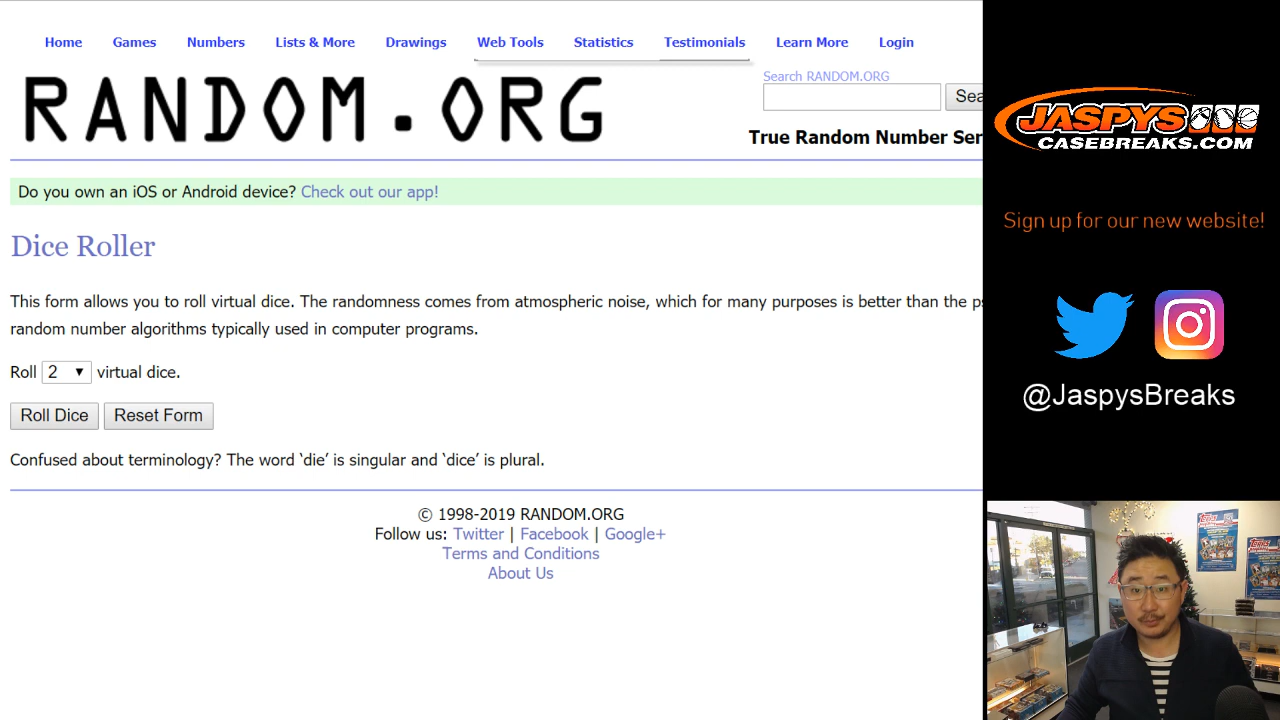 Home Games Numbers Lists & More Drawings Web Tools Statistics Testimonials Learn More Login
RANDOM.ORG
Search RANDOM.ORG
Sea
True Random Number Ser
Do you own an iOS or Android device? Check out our app!
Dice Roller
This form allows you to roll virtual dice. The randomness comes from atmospheric noise, which for many purposes is better than the ps
random number algorithms typically used in computer programs.
Roll 2 virtual dice.
Roll Dice Reset Form
Confused about terminology? The word ‘die’ is singular and ‘dice’ is plural.
© 1998-2019 RANDOM.ORG
Follow us: Twitter | Facebook | Google+
Terms and Conditions
About Us
JASPYS
CASEBREAKS.COM
Sign up for our new website!
@JaspysBreaks
TOPPS
TOPPS